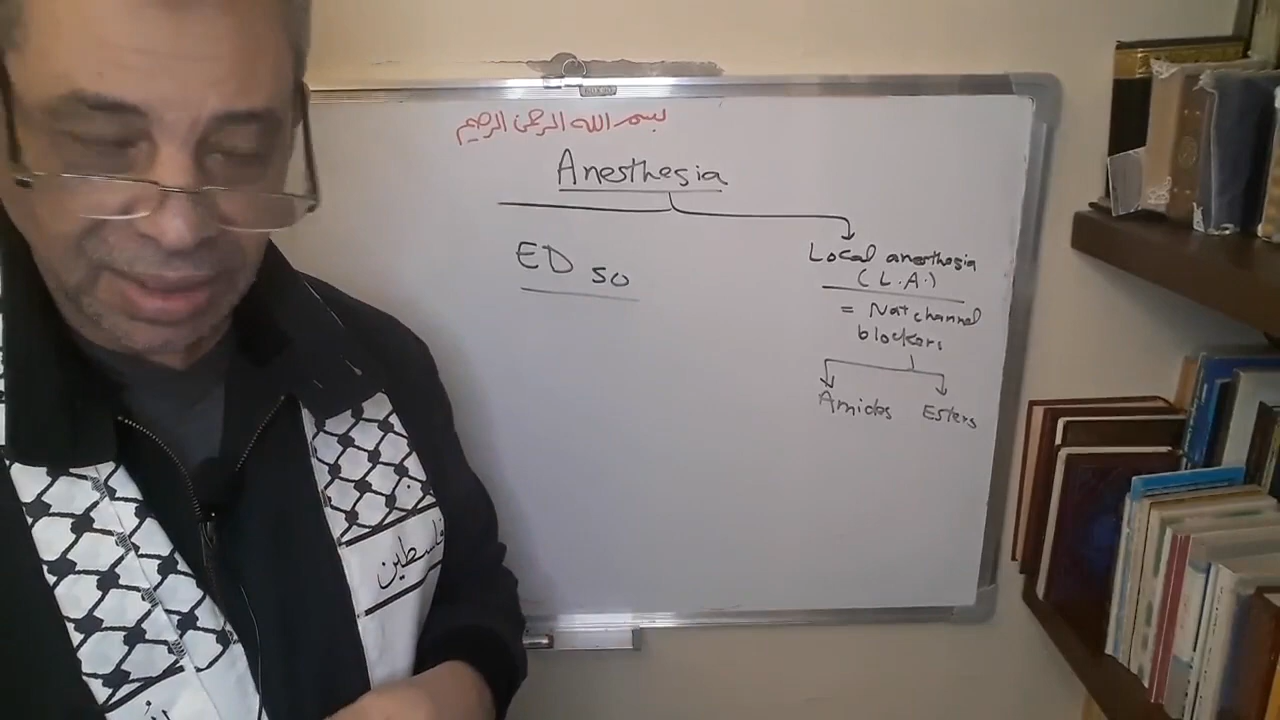 بسم الله الرحمن الرحيم
Anesthesia
ED 50
Local anesthesia
(L.A.)
= Na+ channel
blockers
Amides Esters
فلسطين